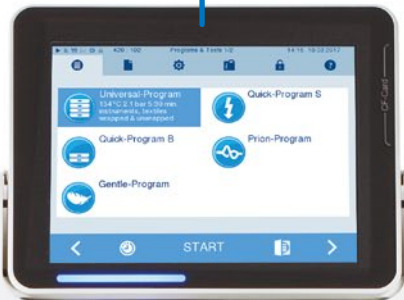 Programs & Tests 1-2
Universal-Program
134°C 2.1 bar 5:30 min
instruments, textiles
wrapped & unwrapped
Quick-Program S
Quick-Program B
Prion-Program
Gentle-Program
START
CF-Card